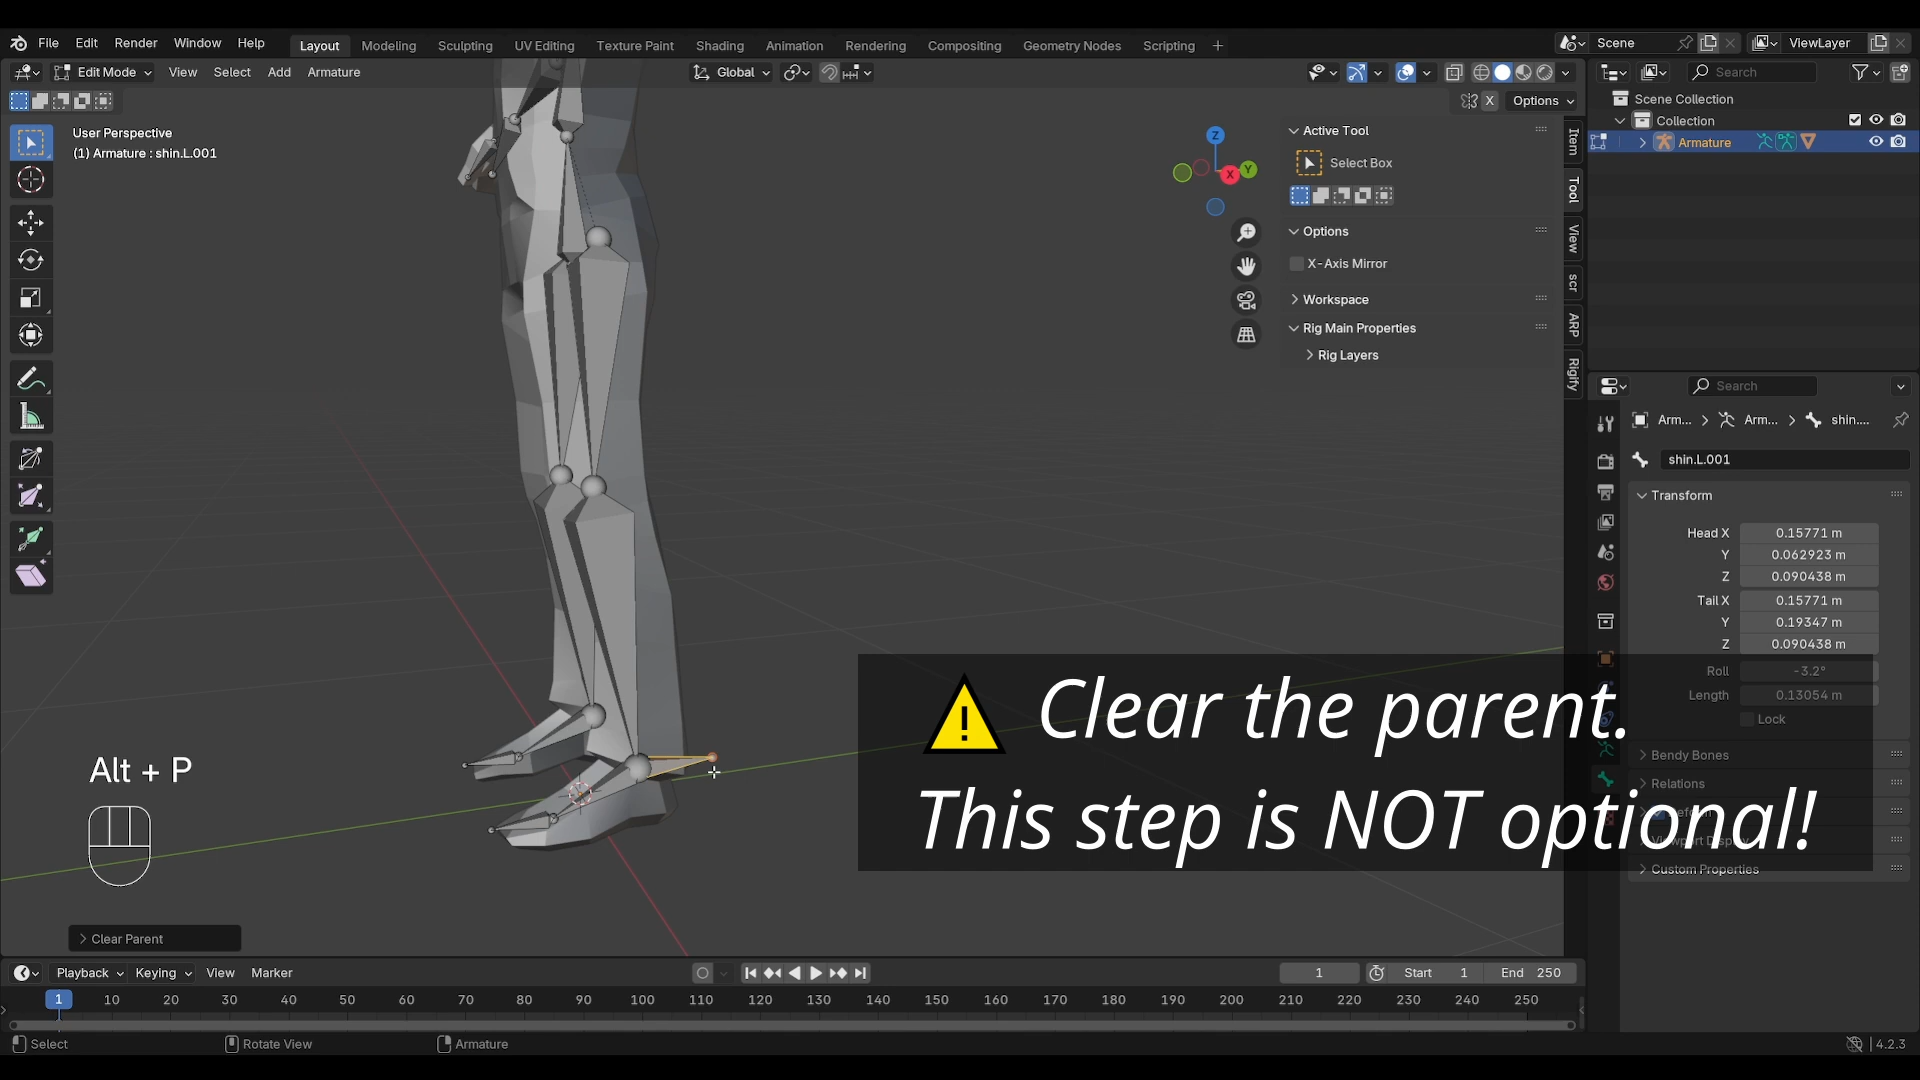 File Edit Render Window Help Layout Modeling Sculpting UV Editing Texture Paint Shading Animation Rendering Compositing Geometry Nodes Scripting + Scene ViewLayer
Edit Mode View Select Add Armature Global Search
Options
X
User Perspective
(1) Armature : shin.L.001
Z
Y
X
Active Tool
Select Box
Options
X-Axis Mirror
Workspace
Rig Main Properties
Rig Layers
Item
Tool
View
scr
ARP
Rigify
Scene Collection
Collection
Armature
Search
Arm... > Arm... > shin....
shin.L.001
Transform
Head X 0.15771 m
Y 0.062923 m
Z 0.090438 m
Tail X 0.15771 m
Y 0.19347 m
Z 0.090438 m
Roll -3.2°
Length 0.13054 m
Lock
Bendy Bones
Relations
Custom Properties
! Clear the parent.
This step is NOT optional!
Alt + P
Clear Parent
Playback Keying View Marker 1 Start 1 End 250
1 10 20 30 40 50 60 70 80 90 100 110 120 130 140 150 160 170 180 190 200 210 220 230 240 250
Select Rotate View Armature 4.2.3